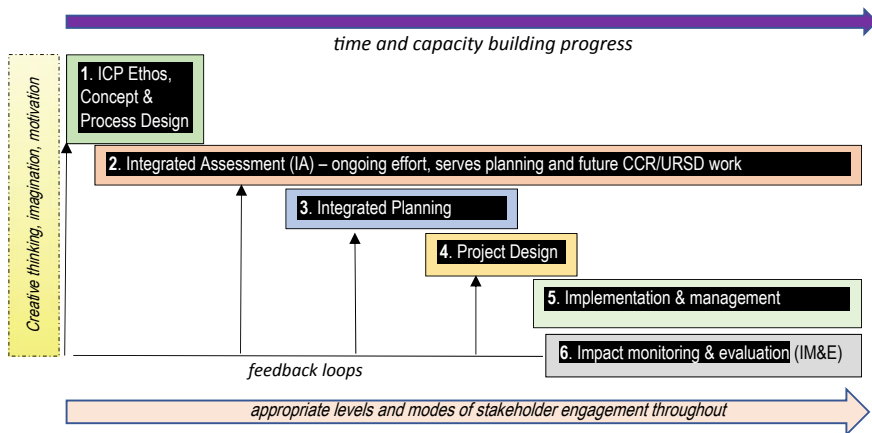 time and capacity building progress
Creative thinking, imagination, motivation
1. ICP Ethos,
Concept &
Process Design
2. Integrated Assessment (IA) – ongoing effort, serves planning and future CCR/URSD work
3. Integrated Planning
4. Project Design
5. Implementation & management
6. Impact monitoring & evaluation (IM&E)
feedback loops
appropriate levels and modes of stakeholder engagement throughout